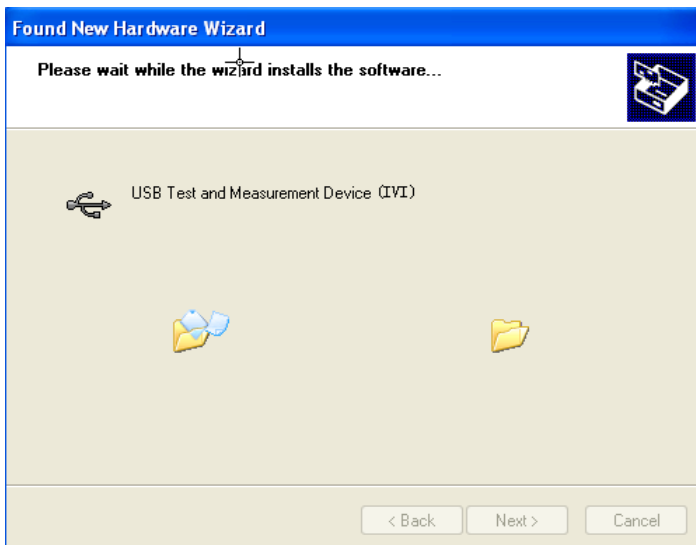 Found New Hardware Wizard
Please wait while the wizard installs the software...
USB Test and Measurement Device (IVI)
< Back
Next >
Cancel